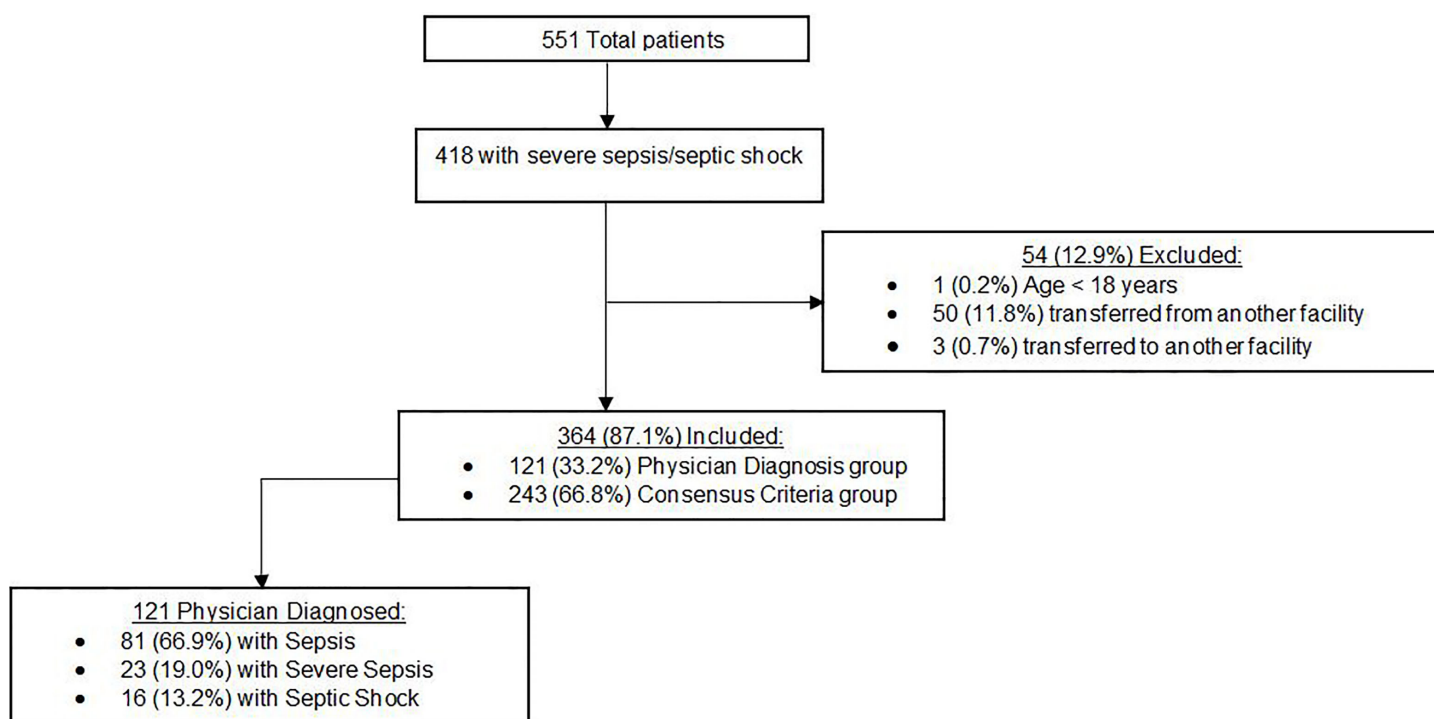 551 Total patients
418 with severe sepsis/septic shock
54 (12.9%) Excluded:
• 1 (0.2%) Age < 18 years
• 50 (11.8%) transferred from another facility
• 3 (0.7%) transferred to another facility
364 (87.1%) Included:
• 121 (33.2%) Physician Diagnosis group
• 243 (66.8%) Consensus Criteria group
121 Physician Diagnosed:
• 81 (66.9%) with Sepsis
• 23 (19.0%) with Severe Sepsis
• 16 (13.2%) with Septic Shock